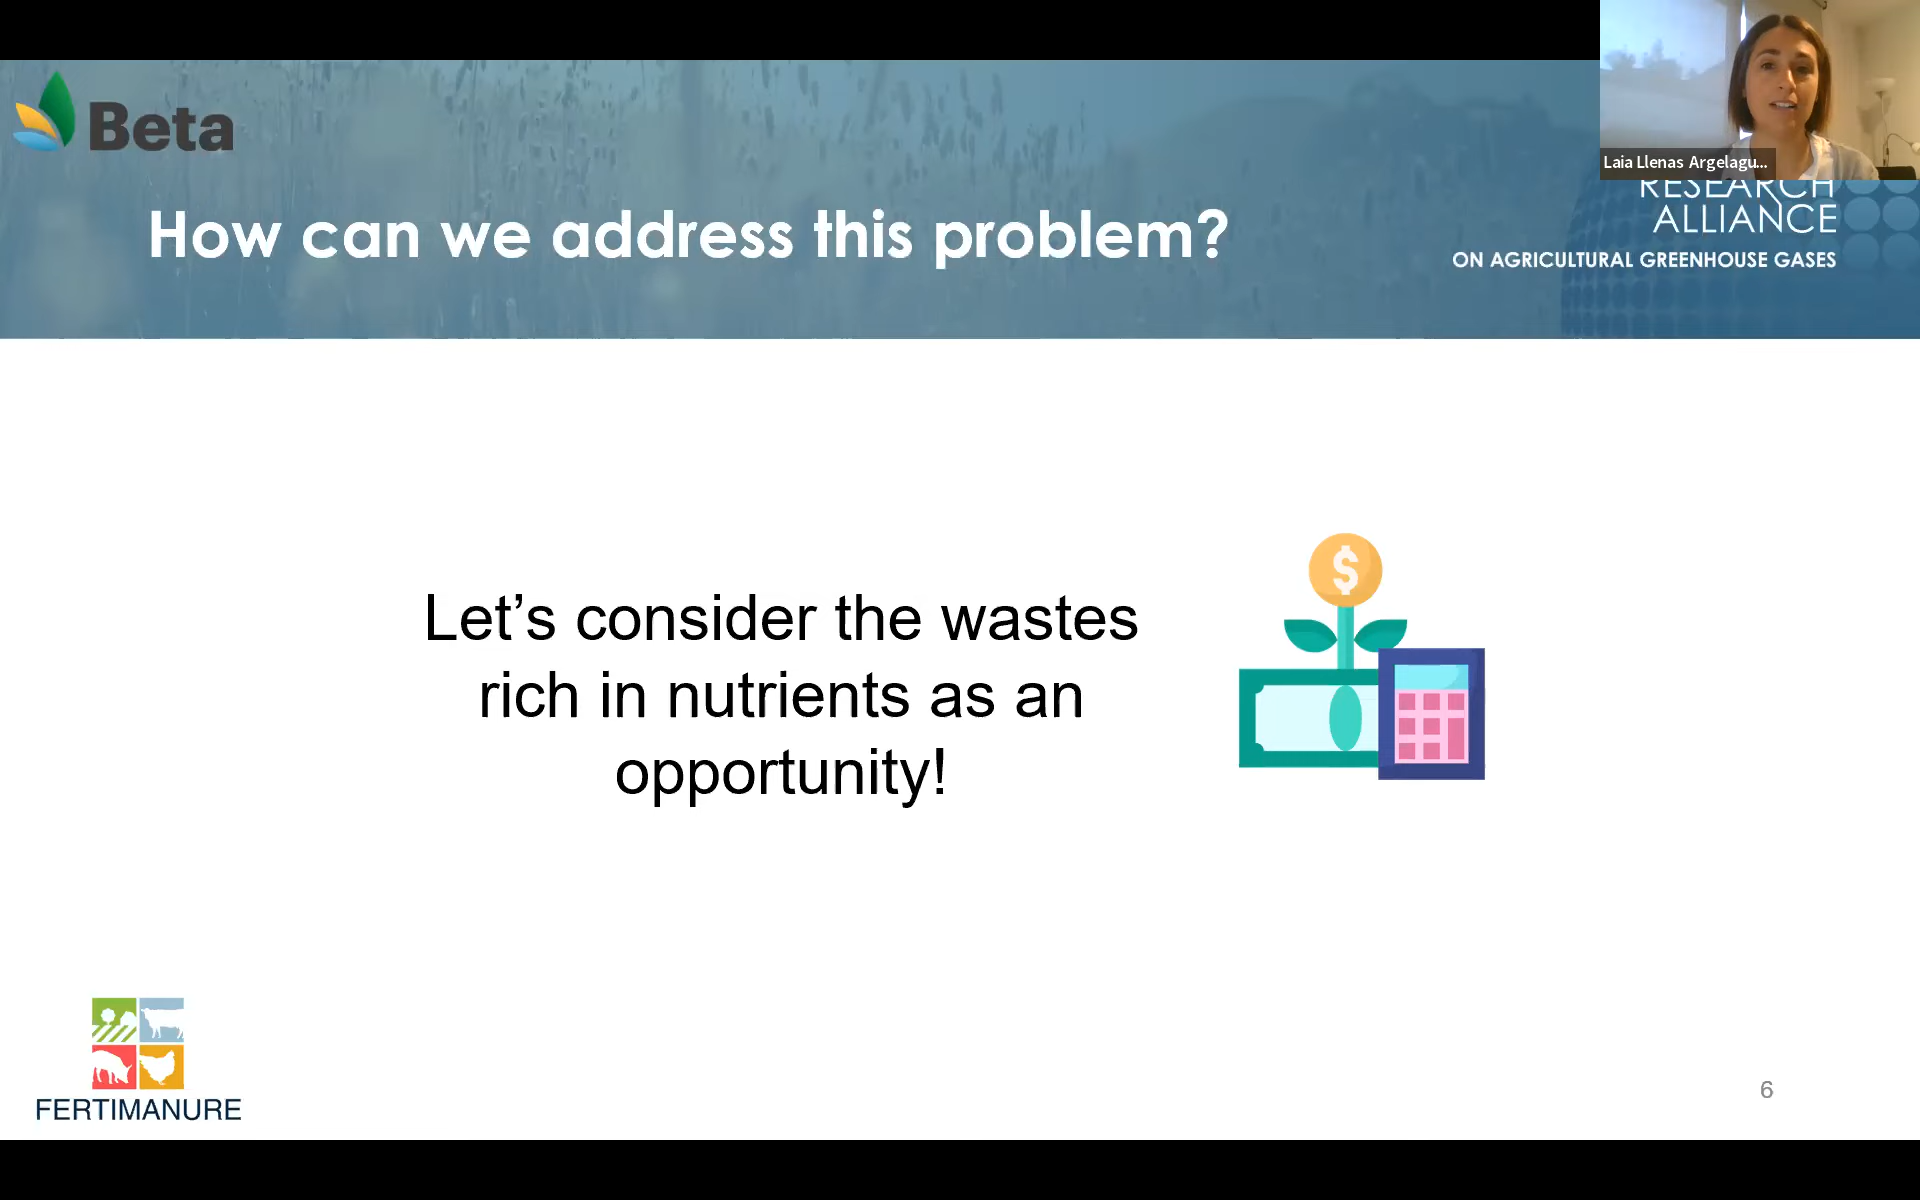 Beta
How can we address this problem?
Laia Llenas Argelagu...
RESEARCH
ALLIANCE
ON AGRICULTURAL GREENHOUSE GASES
Let’s consider the wastes
rich in nutrients as an
opportunity!
$
FERTIMANURE
6